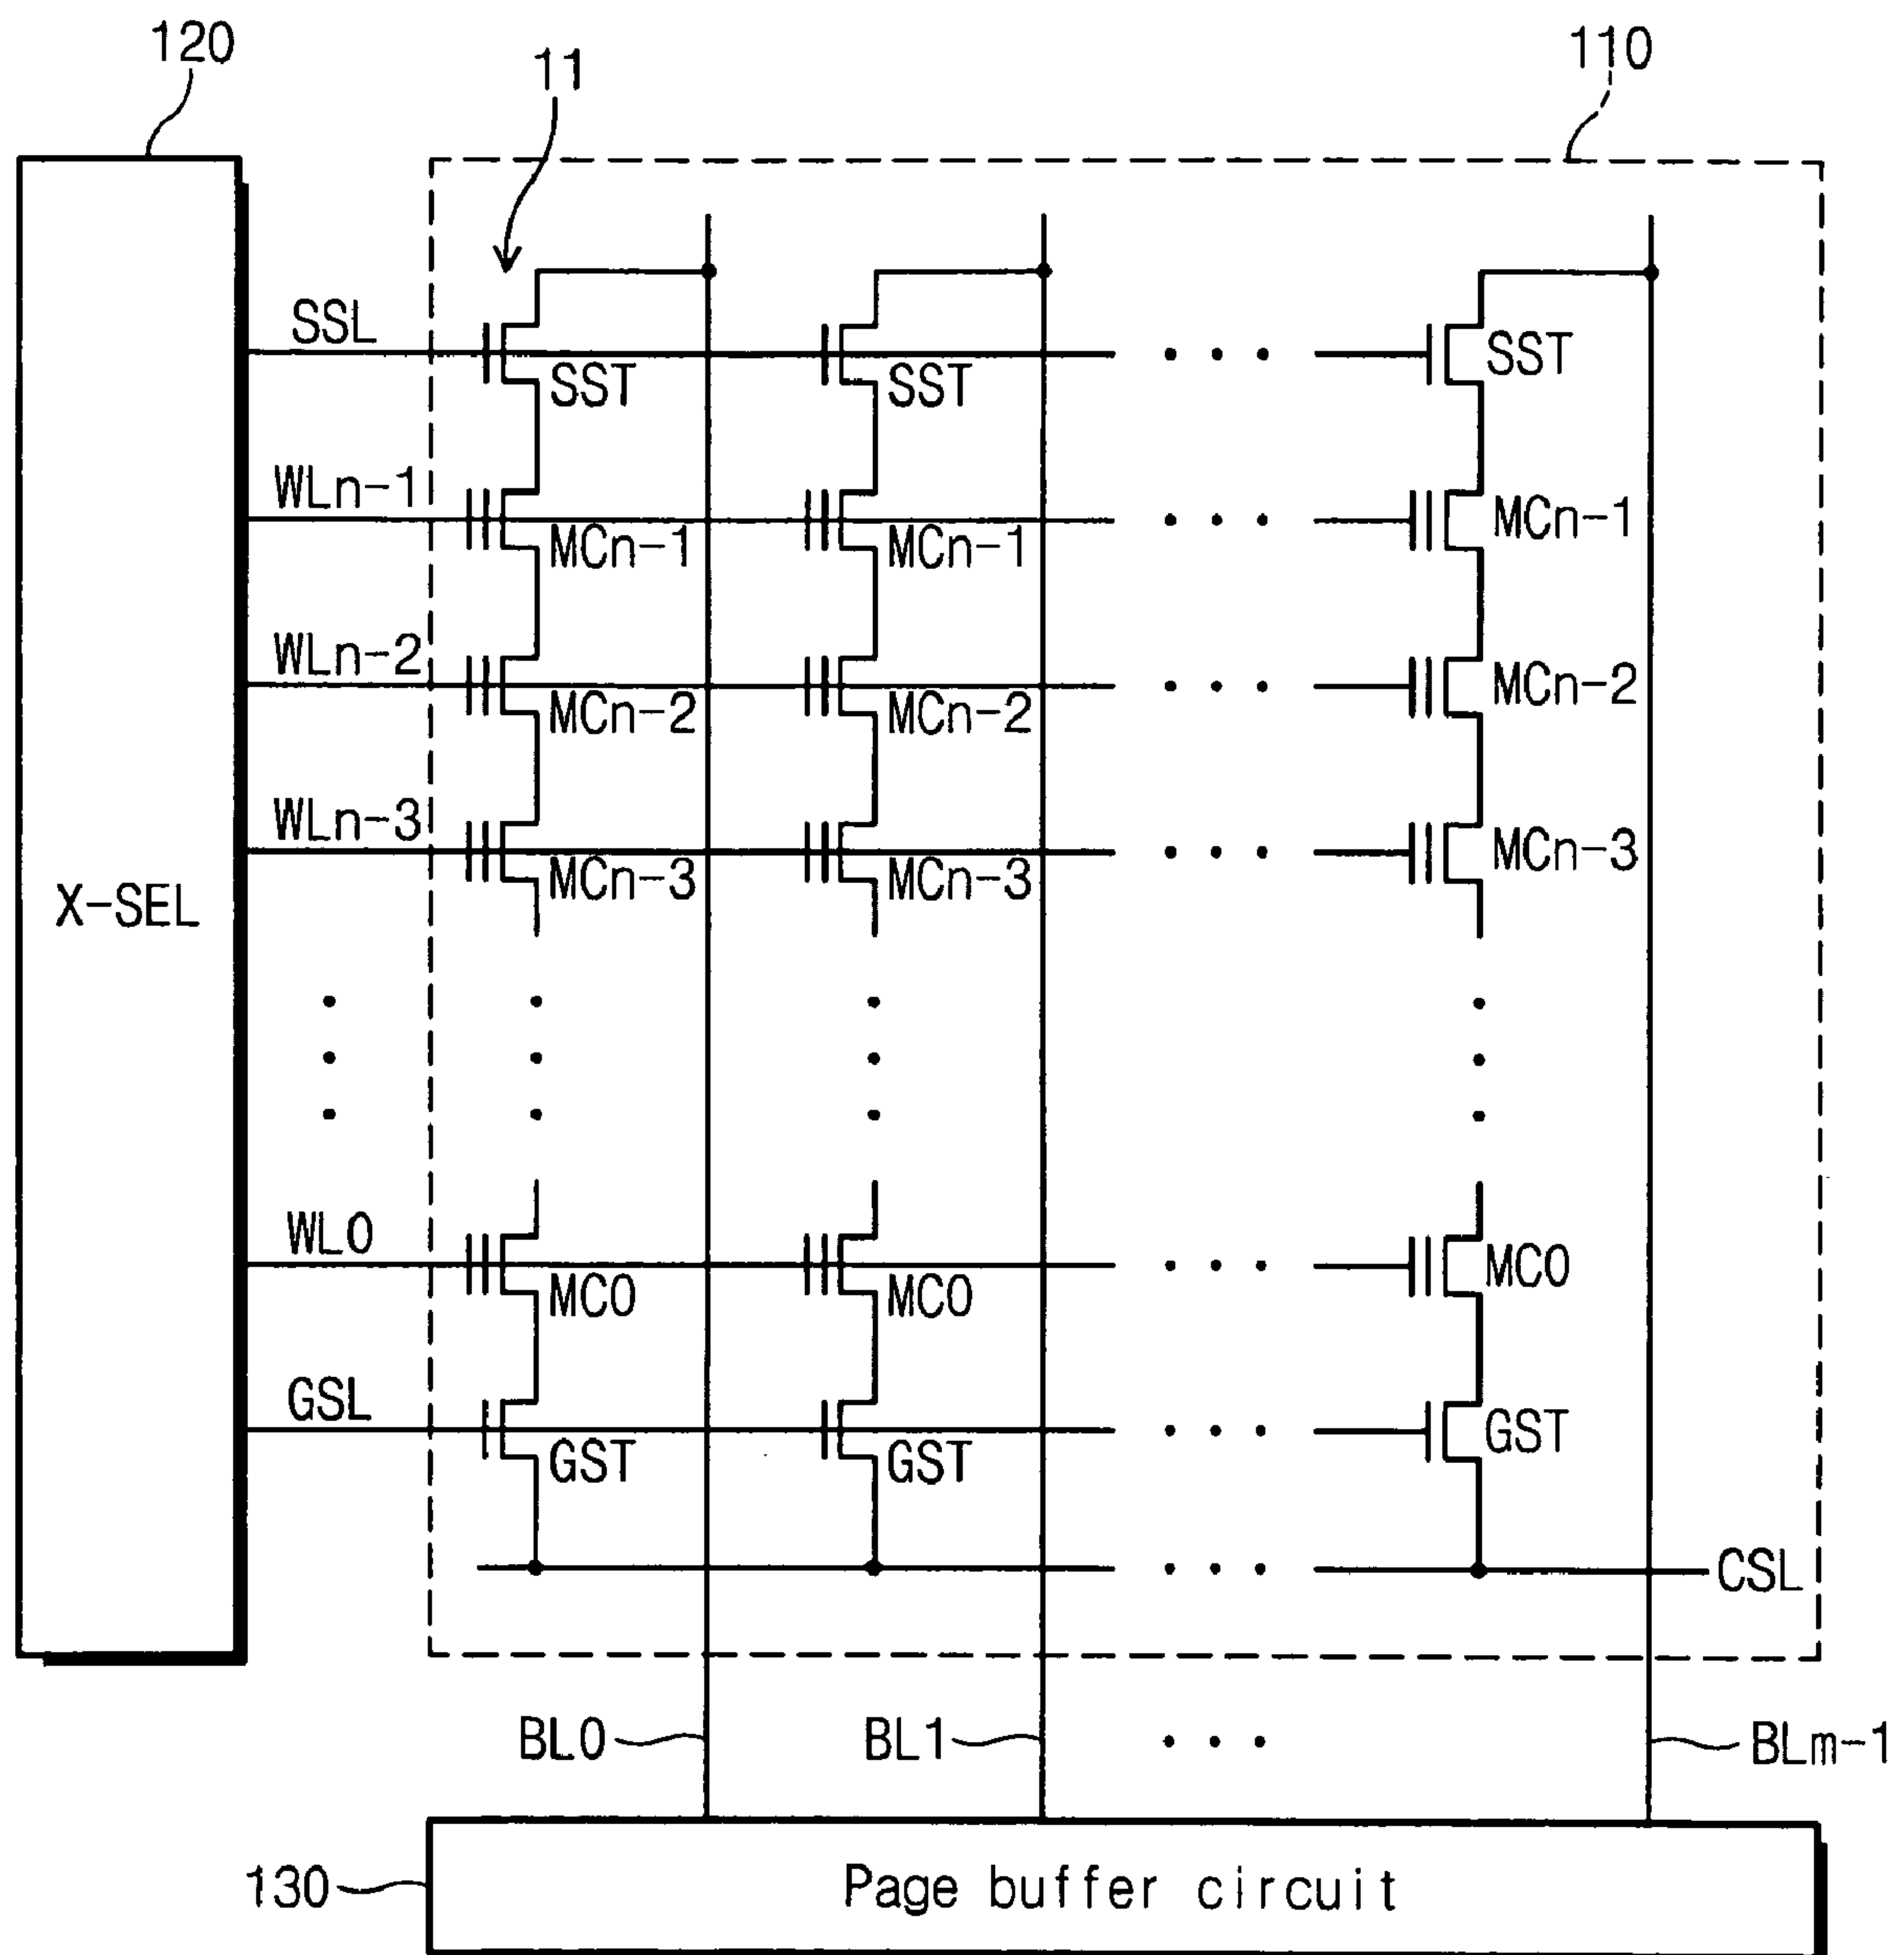 120
11
110
SSL
SST
SST
SST
WLn-1
MCn-1
MCn-1
MCn-1
WLn-2
MCn-2
MCn-2
MCn-2
WLn-3
MCn-3
MCn-3
MCn-3
X-SEL
WL0
MC0
MC0
MC0
GSL
GST
GST
GST
CSL
BL0
BL1
BLm-1
130
Page buffer circuit